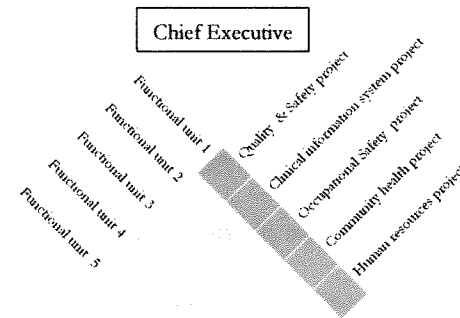 Chief Executive
Functional unit 1
Functional unit 2
Functional unit 3
Functional unit 4
Functional unit 5
Quality & Safety project
Clinical information system project
Occupational Safety project
Community health project
Human resources project